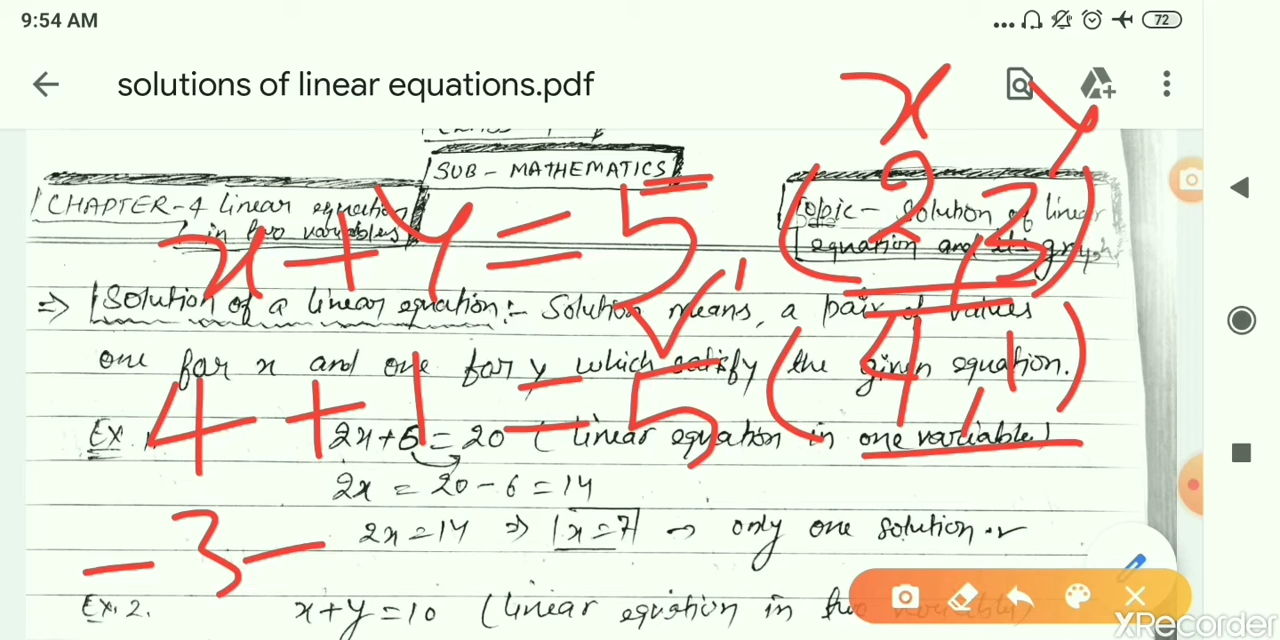 9:54 AM
72
solutions of linear equations.pdf
SUB - MATHEMATICS
CHAPTER-4 linear equation
in two variables
Topic - Solution of linear
equation and its graph
Date
x y
x + y = 5, (2, 3)
=> Solution of a linear equation:- Solution means, a pair of values
one for x and one for y which satisfy the given equation.
4 + 1 = 5 (4, 1)
Ex. 2x+6 = 20 ( linear equation in one variable)
2x = 20 - 6 = 14
2x = 14 => x = 7 → only one solution
- 3 -
Ex. 2. x+y = 10 (linear equation in two variable)
XRecorder